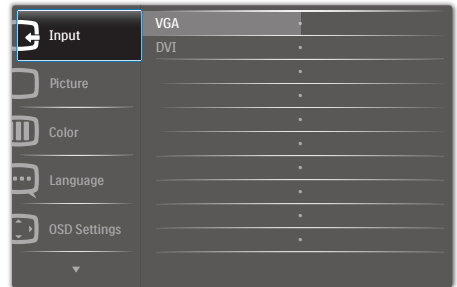 Input
Picture
Color
Language
OSD Settings
VGA
DVI